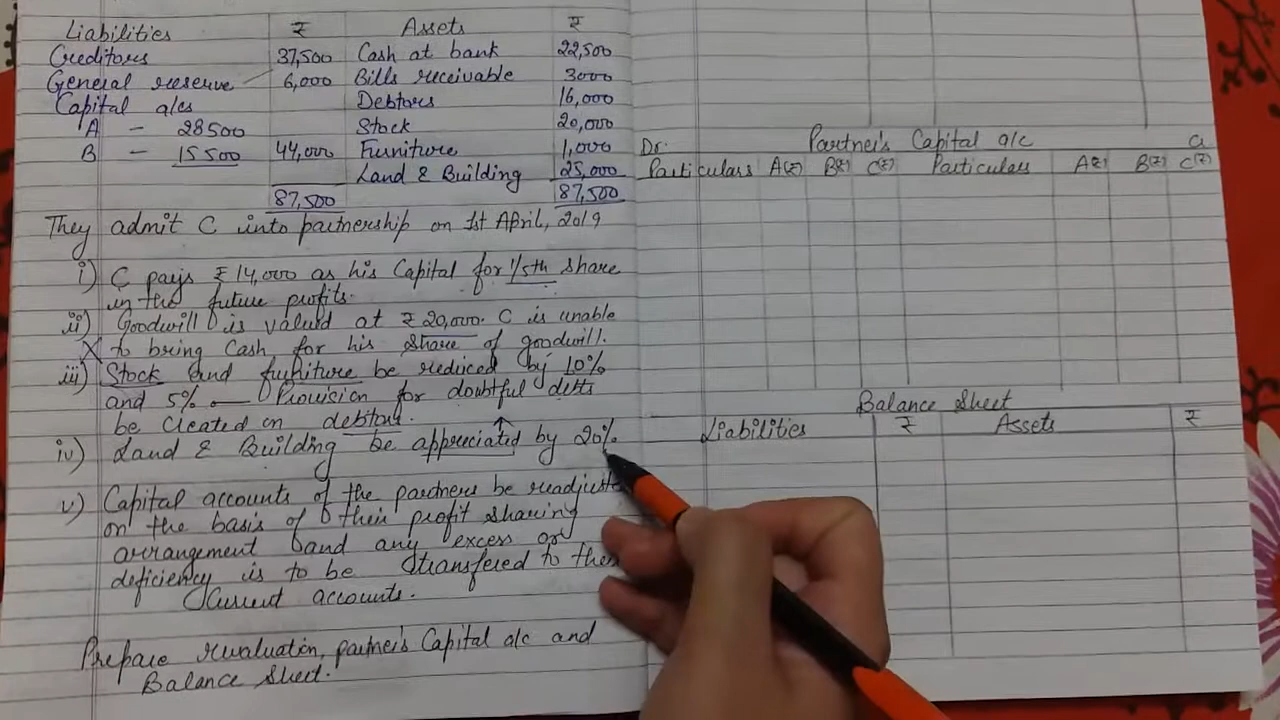 Liabilities ₹ Assets ₹
Creditors 37,500 Cash at bank 22,500
General reserve 6,000 Bills receivable 3000
Capital a/cs Debtors 16,000
A - 28500 Stock 20,000
B - 15500 44,000 Furniture 1,000
Land & Building 25,000
87,500 87,500
They admit C into partnership on 1st April, 2019
i) C pays ₹ 14,000 as his Capital for 1/5th share
in the future profits.
ii) Goodwill is valued at ₹ 20,000. C is unable
to bring Cash for his share of goodwill.
iii) Stock and furniture be reduced by 10%
and 5% Provision for doubtful debts
be Created on debtors.
iv) Land & Building be appreciated by 20%
v) Capital accounts of the partners be readjuste
on the basis of their profit sharing
arrangement and any excess or
deficiency is to be transfered to their
Current accounts.
Prepare revaluation, partner's Capital a/c and
Balance Sheet.
Dr. Partner's Capital a/c
Particulars A(₹) B(₹) C(₹) Particulars A(₹) B(₹) C(₹)
Balance Sheet
Liabilities ₹ Assets ₹